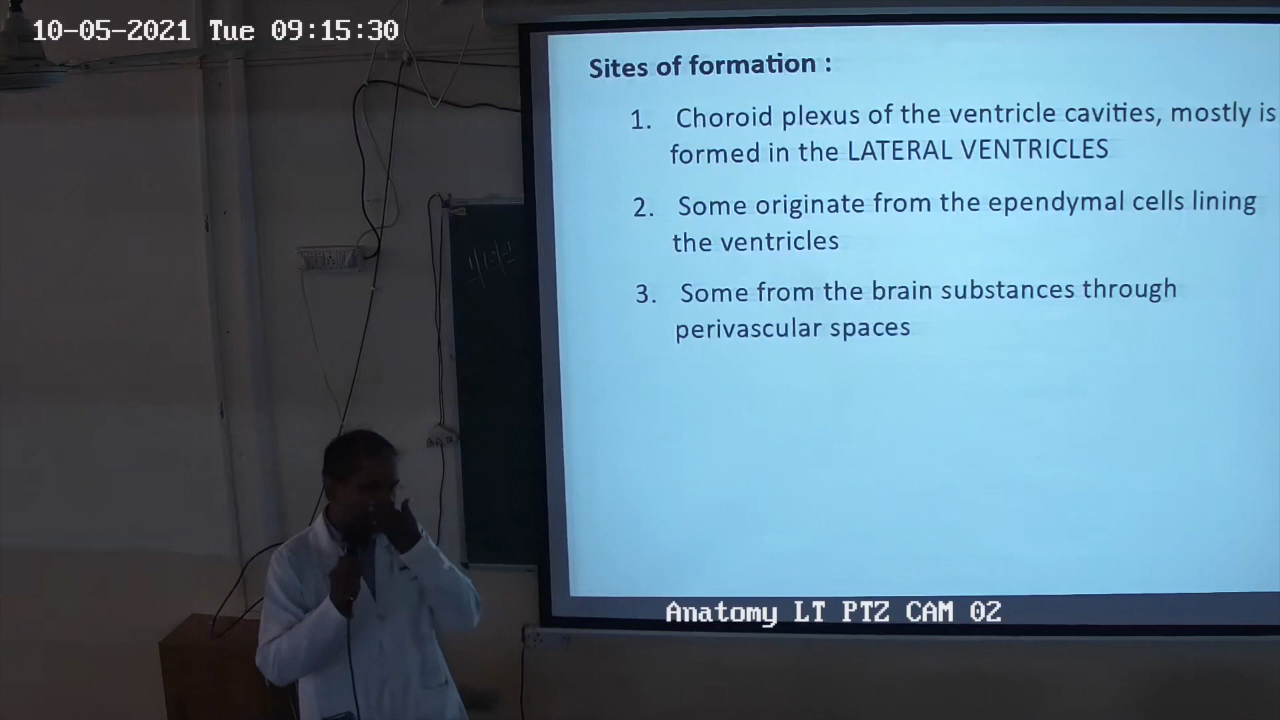 10-05-2021 Tue 09:15:30
Sites of formation :
1. Choroid plexus of the ventricle cavities, mostly is
formed in the LATERAL VENTRICLES
2. Some originate from the ependymal cells lining
the ventricles
3. Some from the brain substances through
perivascular spaces
Anatomy LT PTZ CAM 02